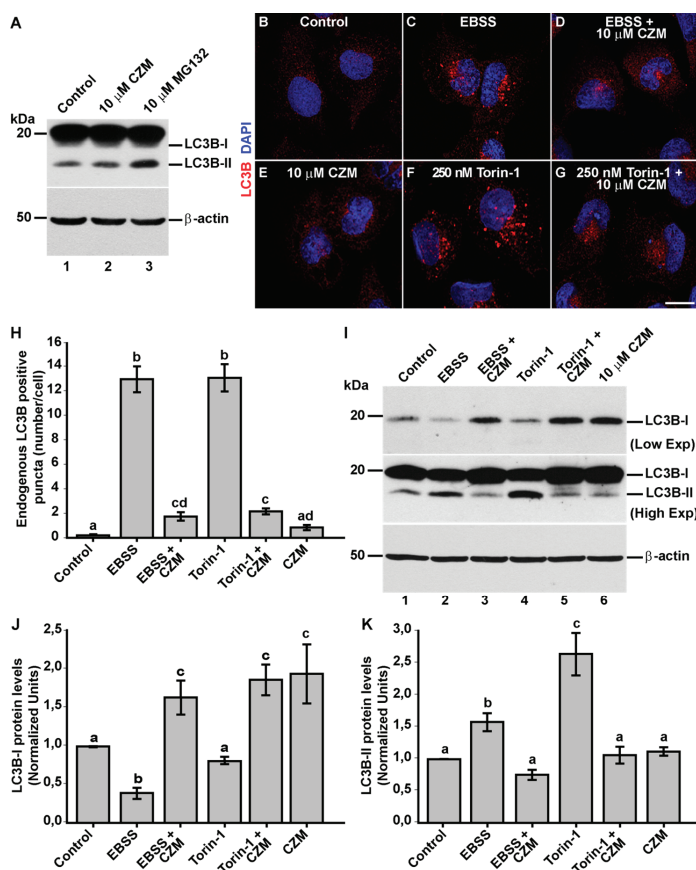 A
Control
10 μM CZM
10 μM MG132
kDa
20
LC3B-I
LC3B-II
50
β-actin
1 2 3
LC3B DAPI
B Control
C EBSS
D EBSS +
10 μM CZM
E 10 μM CZM
F 250 nM Torin-1
G 250 nM Torin-1 +
10 μM CZM
H
Endogenous LC3B positive
puncta (number/cell)
16
14
12
10
8
6
4
2
0
a
b
cd
b
c
ad
Control
EBSS
EBSS +
CZM
Torin-1
Torin-1 +
CZM
CZM
I
Control
EBSS
EBSS +
CZM
Torin-1
Torin-1 +
CZM
10 μM CZM
kDa
20
LC3B-I
(Low Exp)
20
LC3B-I
LC3B-II
(High Exp)
50
β-actin
1 2 3 4 5 6
J
LC3B-I protein levels
(Normalized Units)
2,5
2,0
1,5
1,0
0,5
0,0
a
b
c
a
c
c
Control
EBSS
EBSS +
CZM
Torin-1
Torin-1 +
CZM
CZM
K
LC3B-II protein levels
(Normalized Units)
3,0
2,5
2,0
1,5
1,0
0,5
0,0
a
b
a
c
a
a
Control
EBSS
EBSS +
CZM
Torin-1
Torin-1 +
CZM
CZM